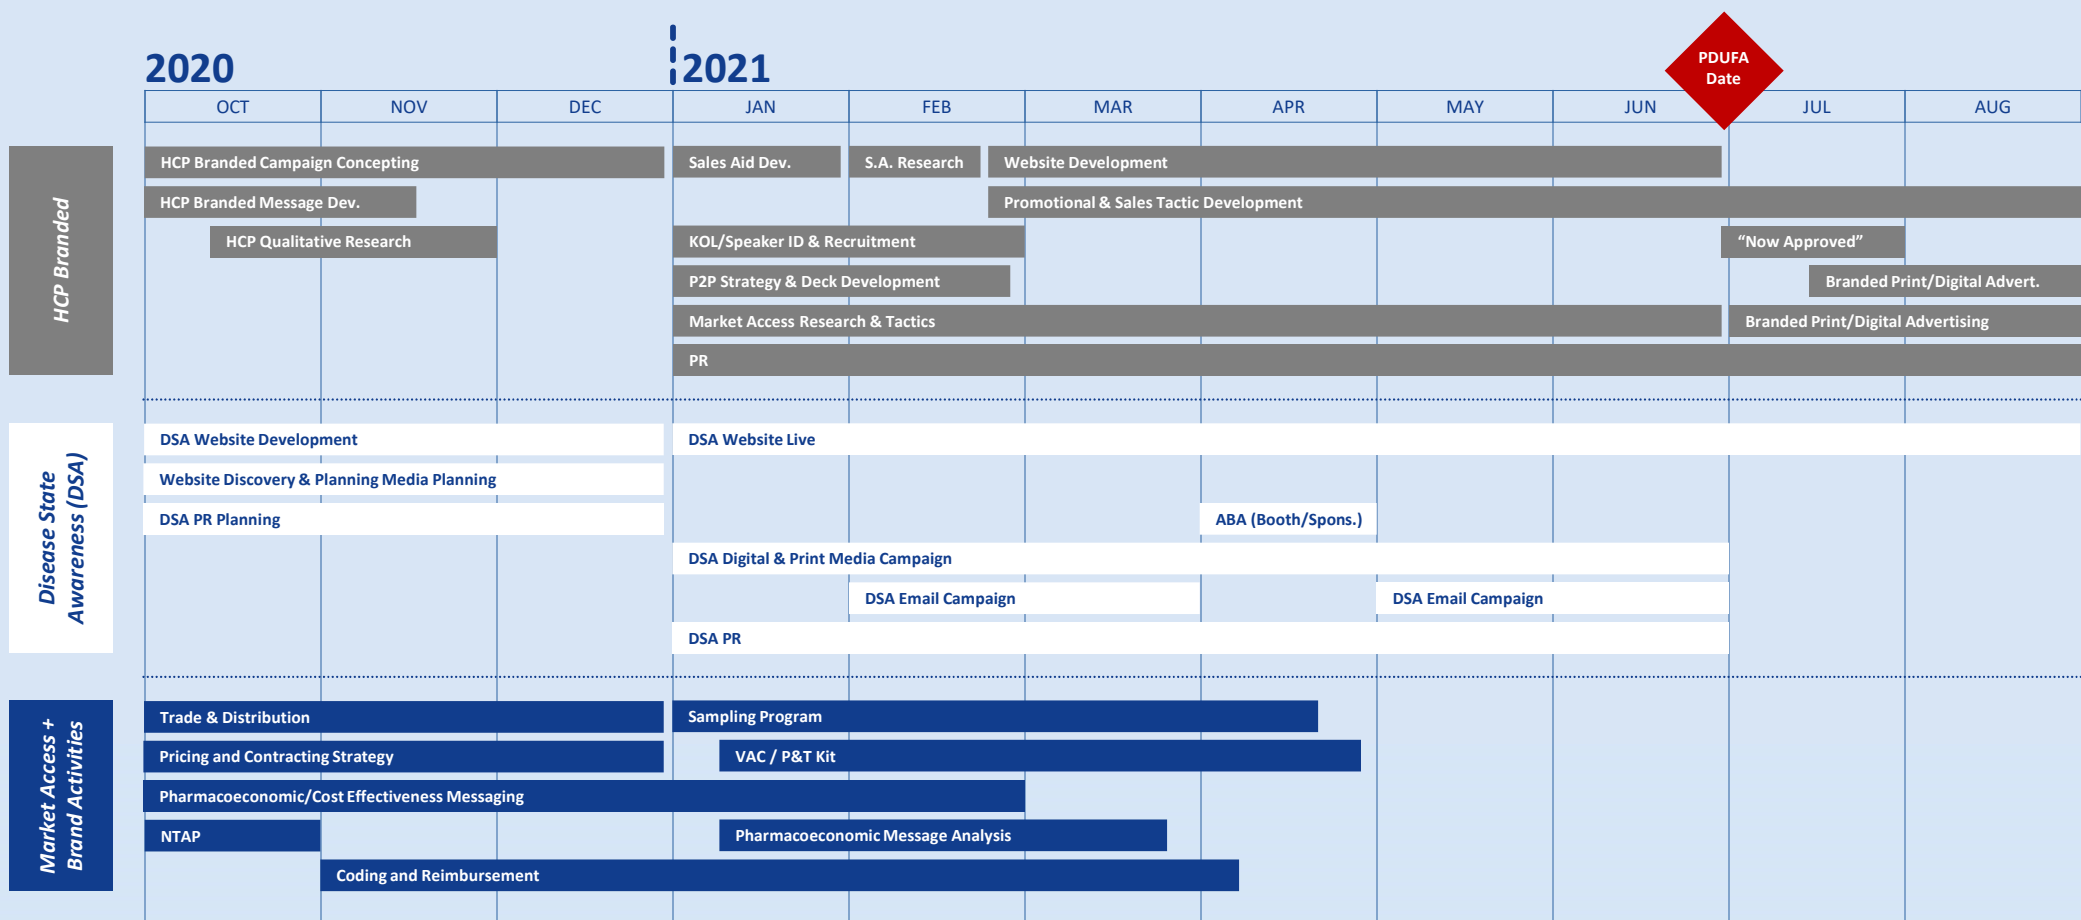 2020
2021
PDUFA
Date
OCT
NOV
DEC
JAN
FEB
MAR
APR
MAY
JUN
JUL
AUG
HCP Branded
HCP Branded Campaign Concepting
Sales Aid Dev.
S.A. Research
Website Development
HCP Branded Message Dev.
Promotional & Sales Tactic Development
HCP Qualitative Research
KOL/Speaker ID & Recruitment
“Now Approved”
P2P Strategy & Deck Development
Branded Print/Digital Advert.
Market Access Research & Tactics
Branded Print/Digital Advertising
PR
Disease State
Awareness (DSA)
DSA Website Development
DSA Website Live
Website Discovery & Planning Media Planning
DSA PR Planning
ABA (Booth/Spons.)
DSA Digital & Print Media Campaign
DSA Email Campaign
DSA Email Campaign
DSA PR
Market Access +
Brand Activities
Trade & Distribution
Sampling Program
Pricing and Contracting Strategy
VAC / P&T Kit
Pharmacoeconomic/Cost Effectiveness Messaging
NTAP
Pharmacoeconomic Message Analysis
Coding and Reimbursement